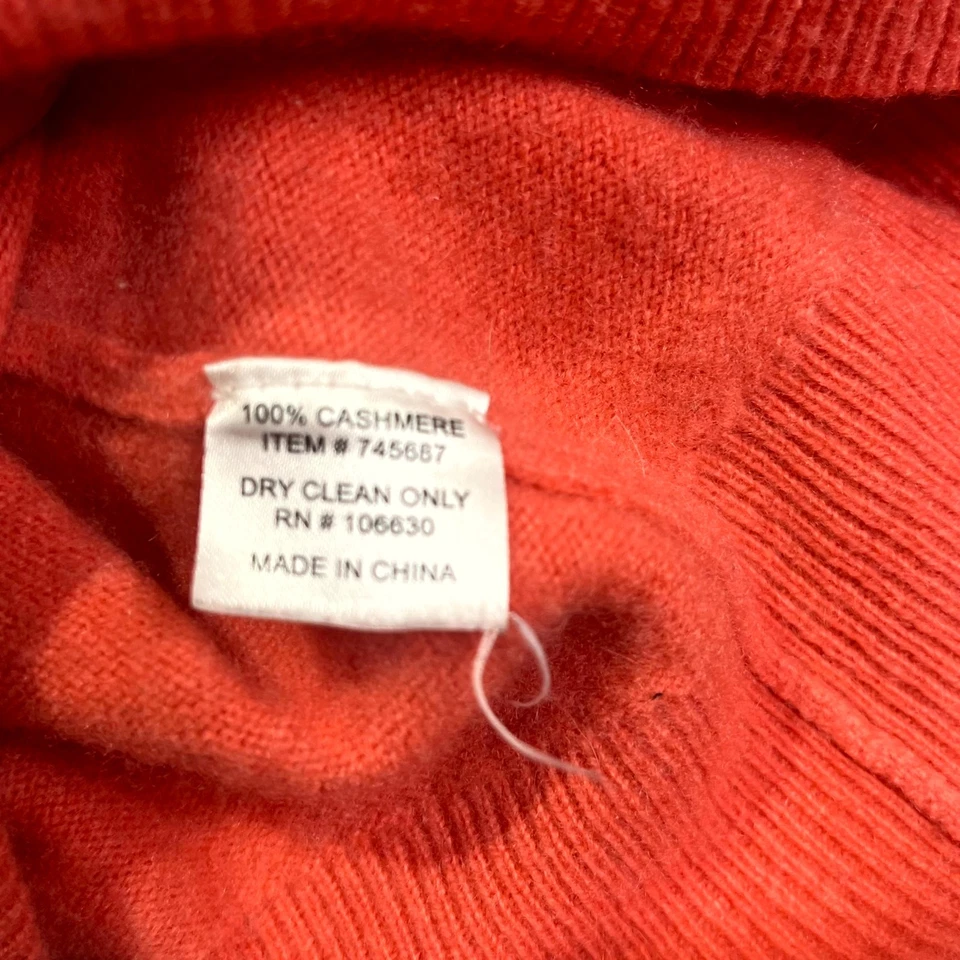 100% CASHMERE
ITEM # 745687
DRY CLEAN ONLY
RN # 106630
MADE IN CHINA